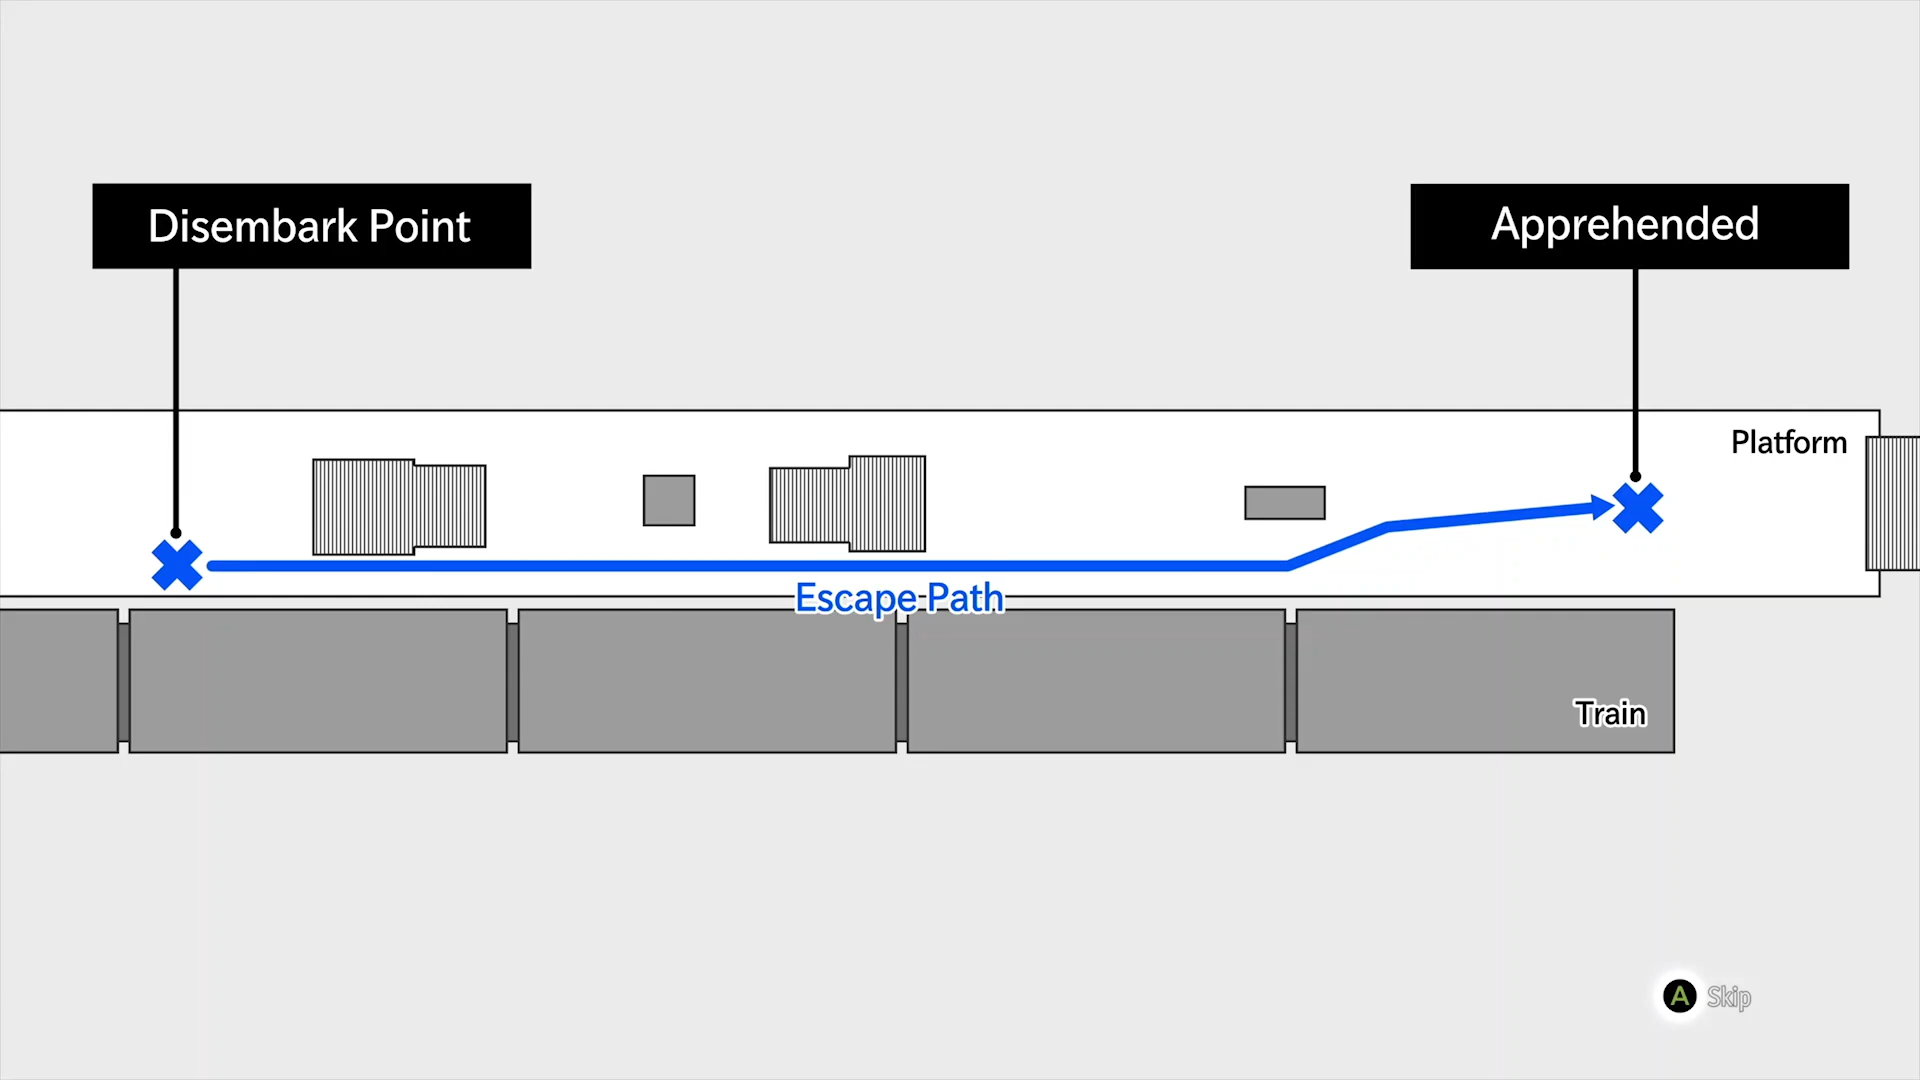 Disembark Point
Apprehended
Platform
Escape Path
Train
A Skip